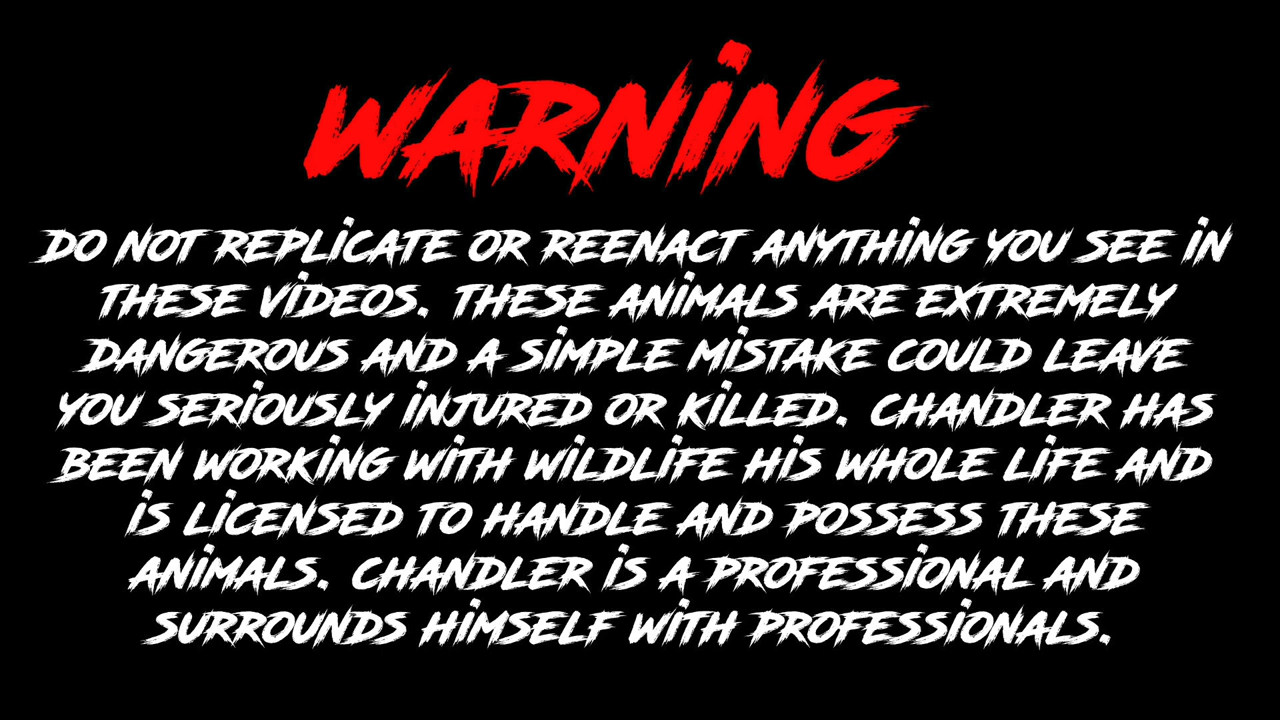 WARNING
DO NOT REPLICATE OR REENACT ANYTHING YOU SEE IN
THESE VIDEOS. THESE ANIMALS ARE EXTREMELY
DANGEROUS AND A SIMPLE MISTAKE COULD LEAVE
YOU SERIOUSLY INJURED OR KILLED. CHANDLER HAS
BEEN WORKING WITH WILDLIFE HIS WHOLE LIFE AND
IS LICENSED TO HANDLE AND POSSESS THESE
ANIMALS. CHANDLER IS A PROFESSIONAL AND
SURROUNDS HIMSELF WITH PROFESSIONALS.